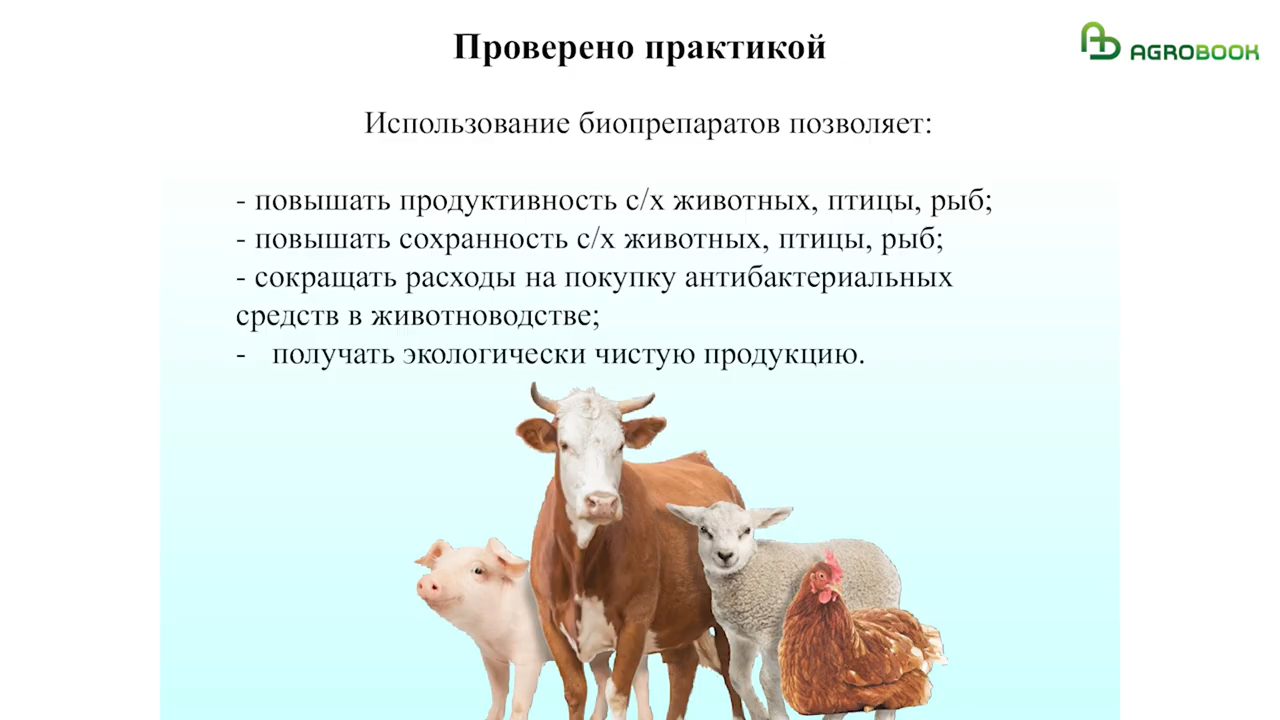 Проверено практикой
AGROBOOK
Использование биопрепаратов позволяет:
- повышать продуктивность с/х животных, птицы, рыб;
- повышать сохранность с/х животных, птицы, рыб;
- сокращать расходы на покупку антибактериальных
средств в животноводстве;
- получать экологически чистую продукцию.